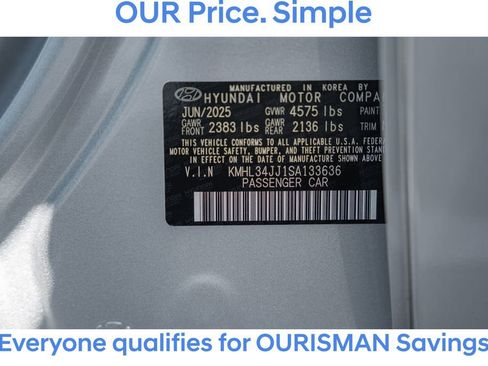 OUR Price. Simple
MANUFACTURED IN KOREA BY
HYUNDAI MOTOR COMPA
JUN/2025 GVWR 4575 lbs PAINT
GAWR FRONT 2383 lbs GAWR REAR 2136 lbs TRIM
THIS VEHICLE CONFORMS TO ALL APPLICABLE FEDERAL
MOTOR VEHICLE SAFETY, BUMPER, AND THEFT PREVENTION
STANDARDS IN EFFECT ON THE DATE OF
MANUFACTURE SHOWN ABOVE.
V.I.N KMHL34JJ1SA133636
PASSENGER CAR
Everyone qualifies for OURISMAN Savings